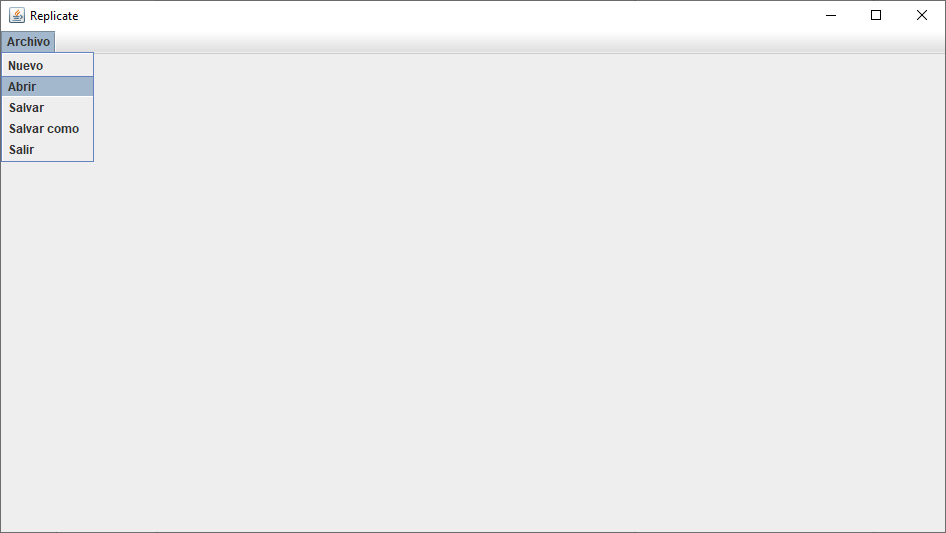 Replicate
Archivo
Nuevo
Abrir
Salvar
Salvar como
Salir